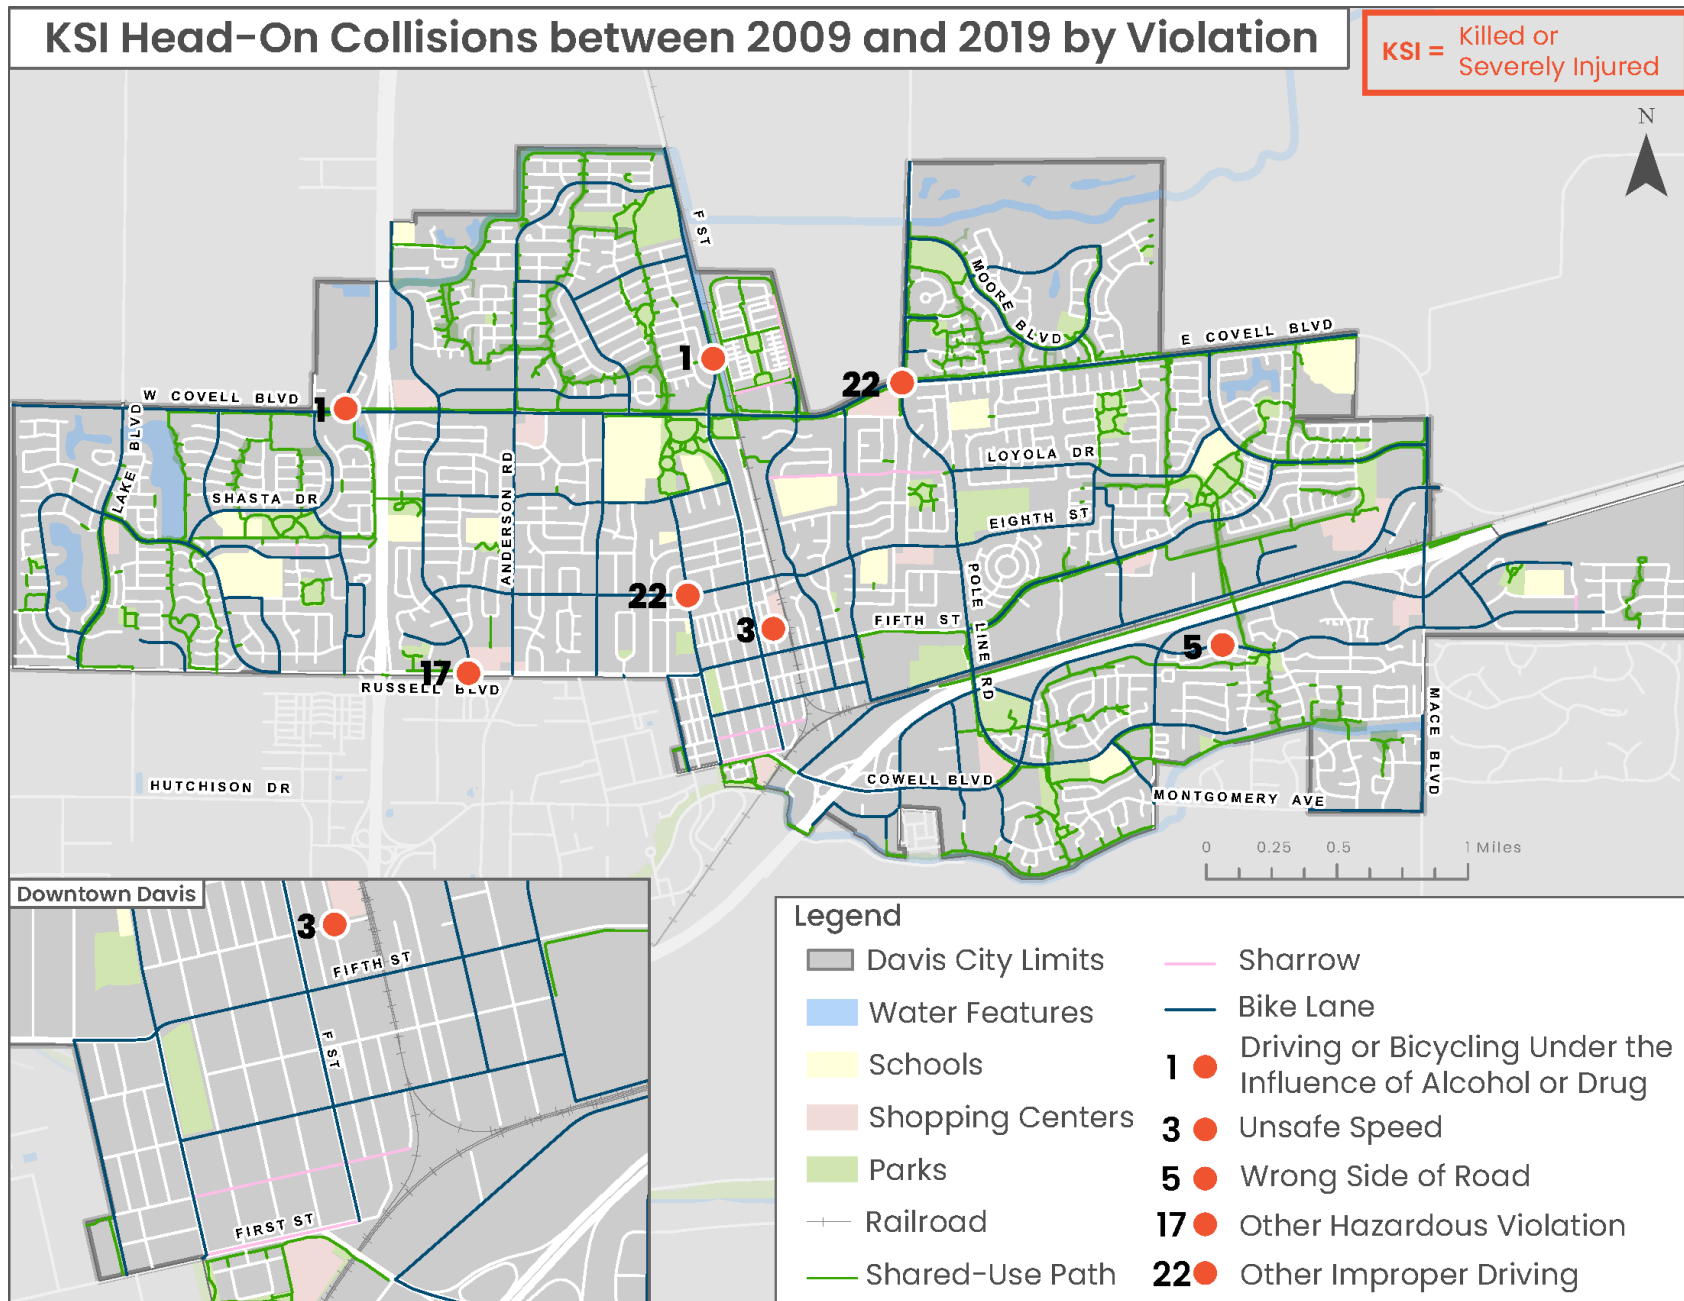 KSI Head-On Collisions between 2009 and 2019 by Violation
KSI = Killed or
Severely Injured
N
F ST
MOORE BLVD
E COVELL BLVD
1
22
W COVELL BLVD
1
LAKE BLVD
SHASTA DR
ANDERSON RD
LOYOLA DR
EIGHTH ST
POLE LINE RD
22
3
FIFTH ST
5
17
RUSSELL BLVD
MACE BLVD
HUTCHISON DR
COWELL BLVD
MONTGOMERY AVE
0 0.25 0.5 1 Miles
Downtown Davis
3
FIFTH ST
F ST
FIRST ST
Legend
Davis City Limits
Water Features
Schools
Shopping Centers
Parks
Railroad
Shared-Use Path
Sharrow
Bike Lane
1 Driving or Bicycling Under the
Influence of Alcohol or Drug
3 Unsafe Speed
5 Wrong Side of Road
17 Other Hazardous Violation
22 Other Improper Driving